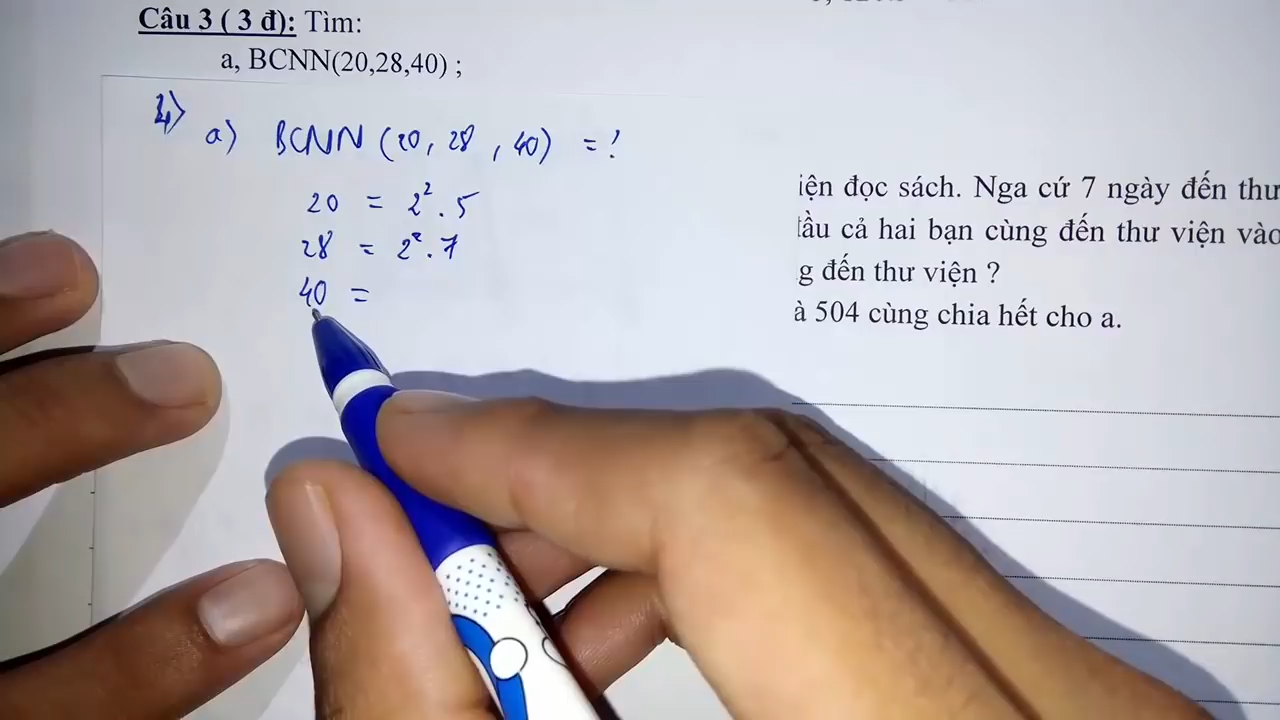 Câu 3 ( 3 đ): Tìm:
a, BCNN(20,28,40) ;
a) BCNN (20, 28, 40) = ?
20 = 2². 5
28 = 2². 7
40 =
iện đọc sách. Nga cứ 7 ngày đến thư
ầu cả hai bạn cùng đến thư viện vào
g đến thư viện ?
à 504 cùng chia hết cho a.